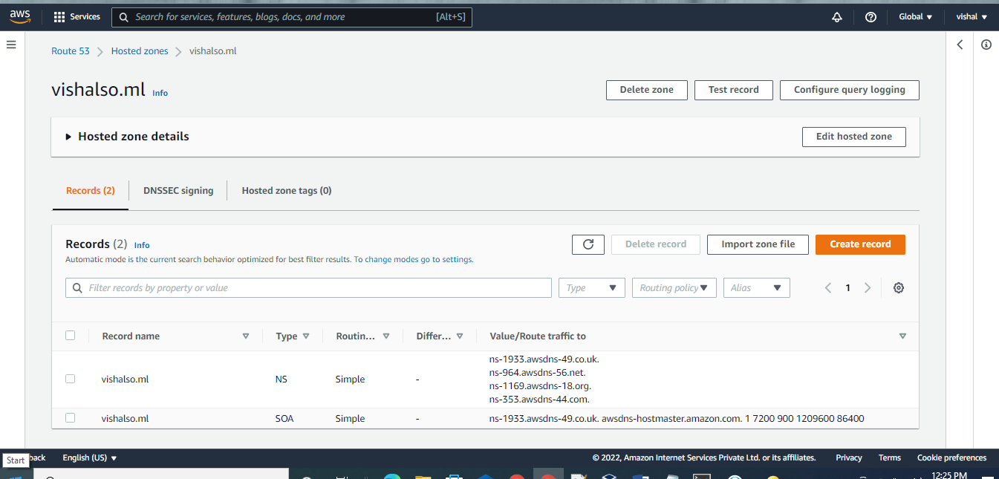 aws Services Search for services, features, blogs, docs, and more [Alt+S] Global vishal
Route 53 Hosted zones vishalso.ml
vishalso.ml Info Delete zone Test record Configure query logging
Hosted zone details Edit hosted zone
Records (2) DNSSEC signing Hosted zone tags (0)
Records (2) Info Delete record Import zone file Create record
Automatic mode is the current search behavior optimized for best filter results. To change modes go to settings.
Filter records by property or value Type Routing policy Alias 1
Record name Type Routin... Differ... Value/Route traffic to
ns-1933.awsdns-49.co.uk.
ns-964.awsdns-56.net.
vishalso.ml NS Simple -
ns-1169.awsdns-18.org.
ns-353.awsdns-44.com.
vishalso.ml SOA Simple - ns-1933.awsdns-49.co.uk. awsdns-hostmaster.amazon.com. 1 7200 900 1209600 86400
Start back English (US) © 2022, Amazon Internet Services Private Ltd. or its affiliates. Privacy Terms Cookie preferences
12:25 PM